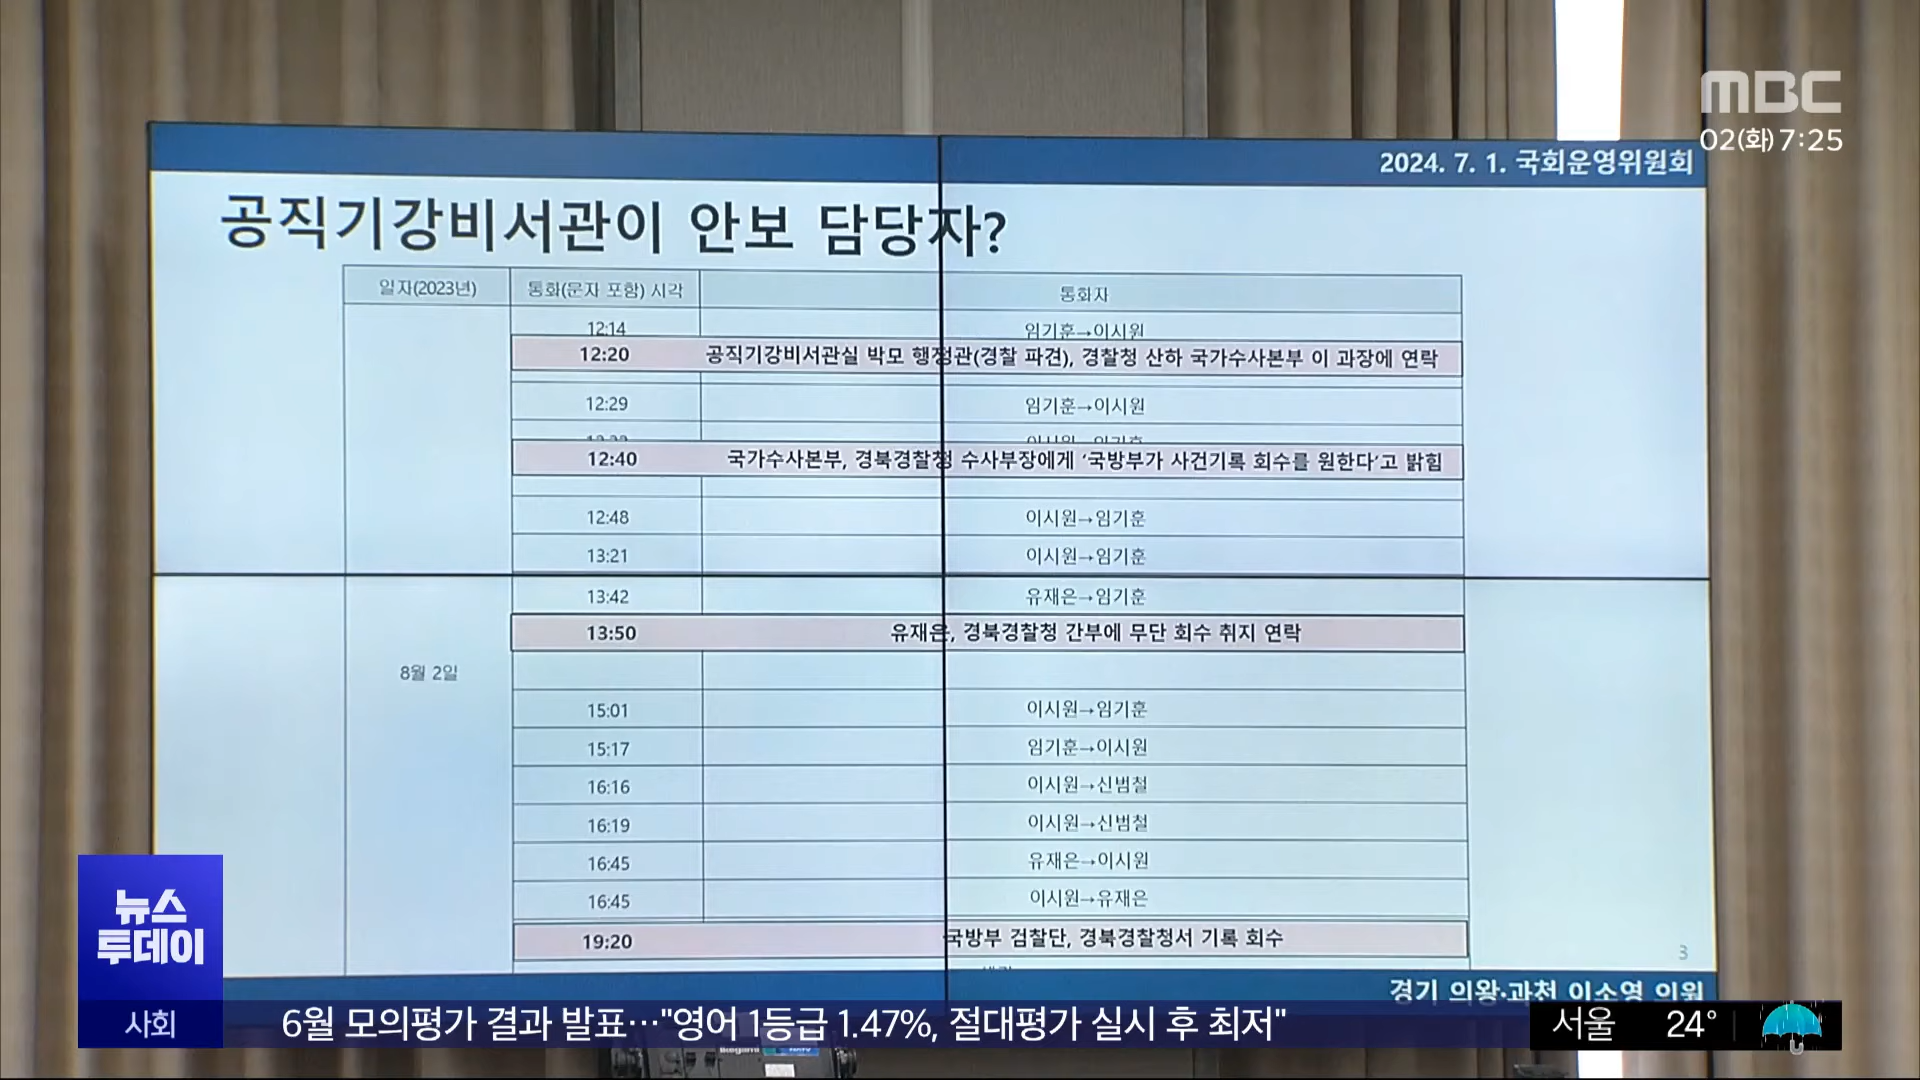 MBC
02(화)7:25
2024. 7. 1. 국회운영위원회
공직기강비서관이 안보 담당자?
일자(2023년) 통화(문자 포함) 시각 통화자
12:14 임기훈→이시원
12:20 공직기강비서관실 박모 행정관(경찰 파견), 경찰청 산하 국가수사본부 이 과장에 연락
12:29 임기훈→이시원
12:40 국가수사본부, 경북경찰청 수사부장에게 '국방부가 사건기록 회수를 원한다'고 밝힘
12:48 이시원→임기훈
13:21 이시원→임기훈
13:42 유재은→임기훈
13:50 유재은, 경북경찰청 간부에 무단 회수 취지 연락
8월 2일
15:01 이시원→임기훈
15:17 임기훈→이시원
16:16 이시원→신범철
16:19 이시원→신범철
16:45 유재은→이시원
16:45 이시원→유재은
19:20 국방부 검찰단, 경북경찰청서 기록 회수
3
경기 의왕·과천 이소영 의원
뉴스
투데이
사회 6월 모의평가 결과 발표…"영어 1등급 1.47%, 절대평가 실시 후 최저"
서울 24°
Ikegami